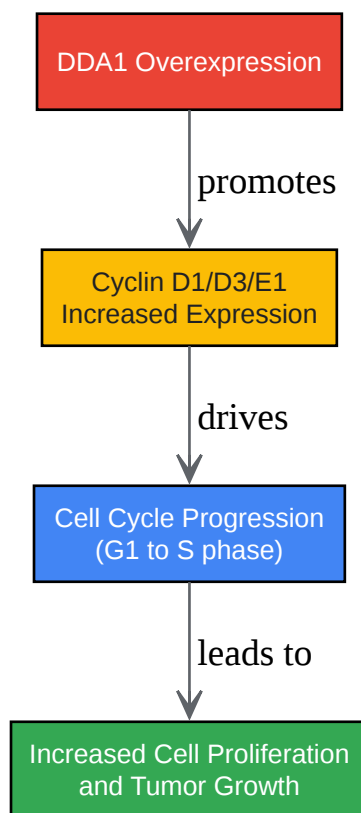 DDA1 Overexpression
promotes
Cyclin D1/D3/E1
Increased Expression
drives
Cell Cycle Progression
(G1 to S phase)
leads to
Increased Cell Proliferation
and Tumor Growth